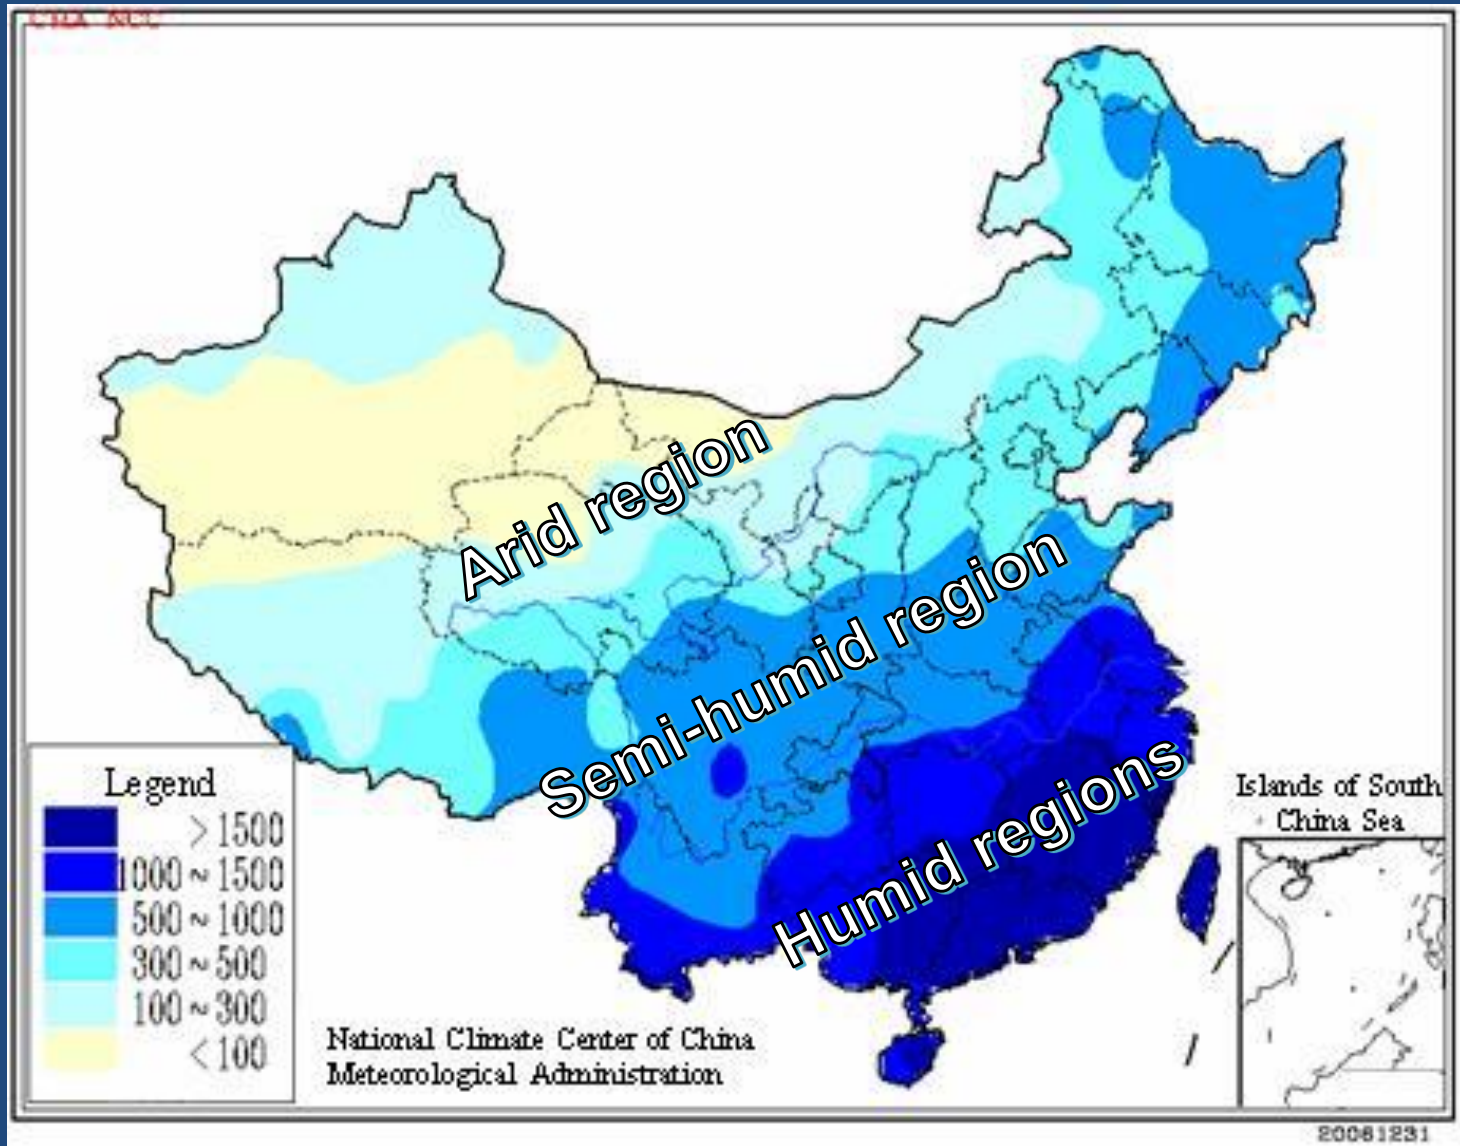 Arid region
Semi-humid region
Humid regions
Legend
>1500
1000~1500
500~1000
300~500
100~300
<100
National Climate Center of China
Meteorological Administration
Islands of South
China Sea
20081231